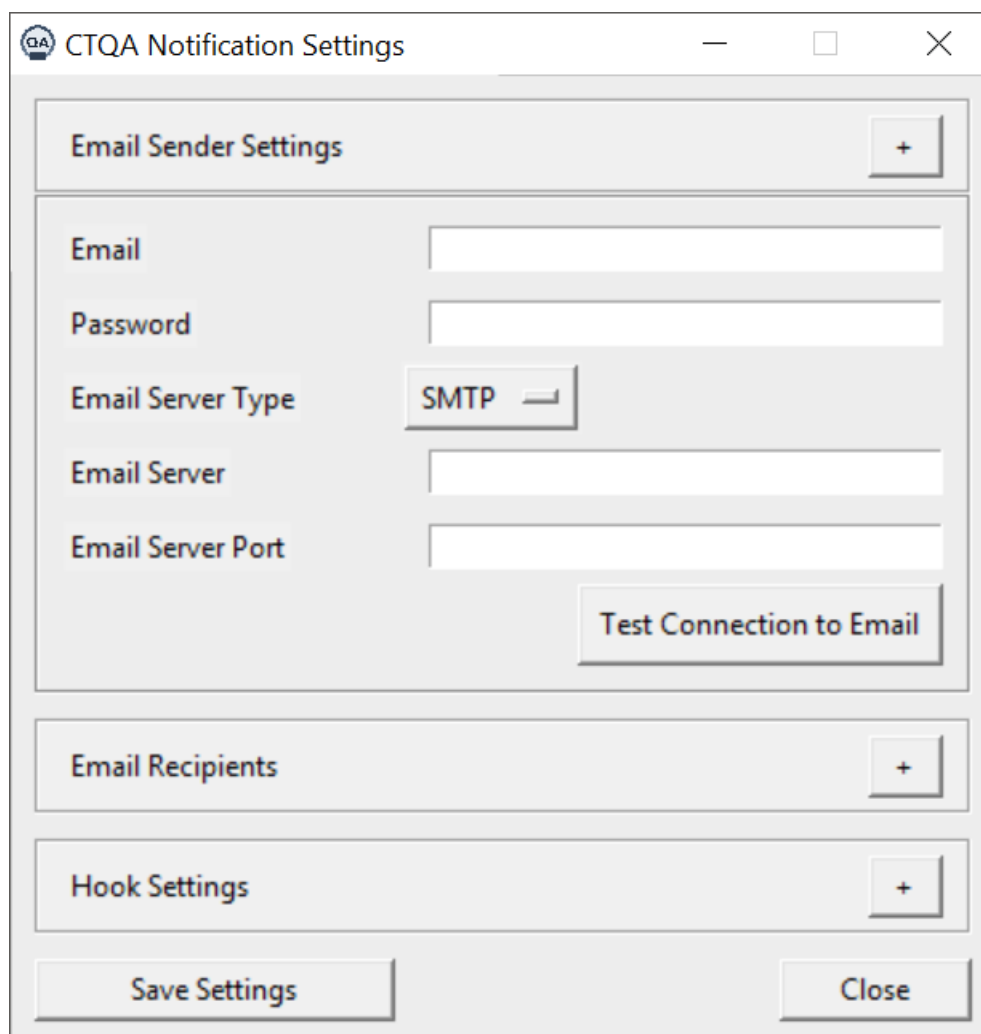 QA CTQA Notification Settings
Email Sender Settings +
Email
Password
Email Server Type SMTP
Email Server
Email Server Port
Test Connection to Email
Email Recipients +
Hook Settings +
Save Settings Close